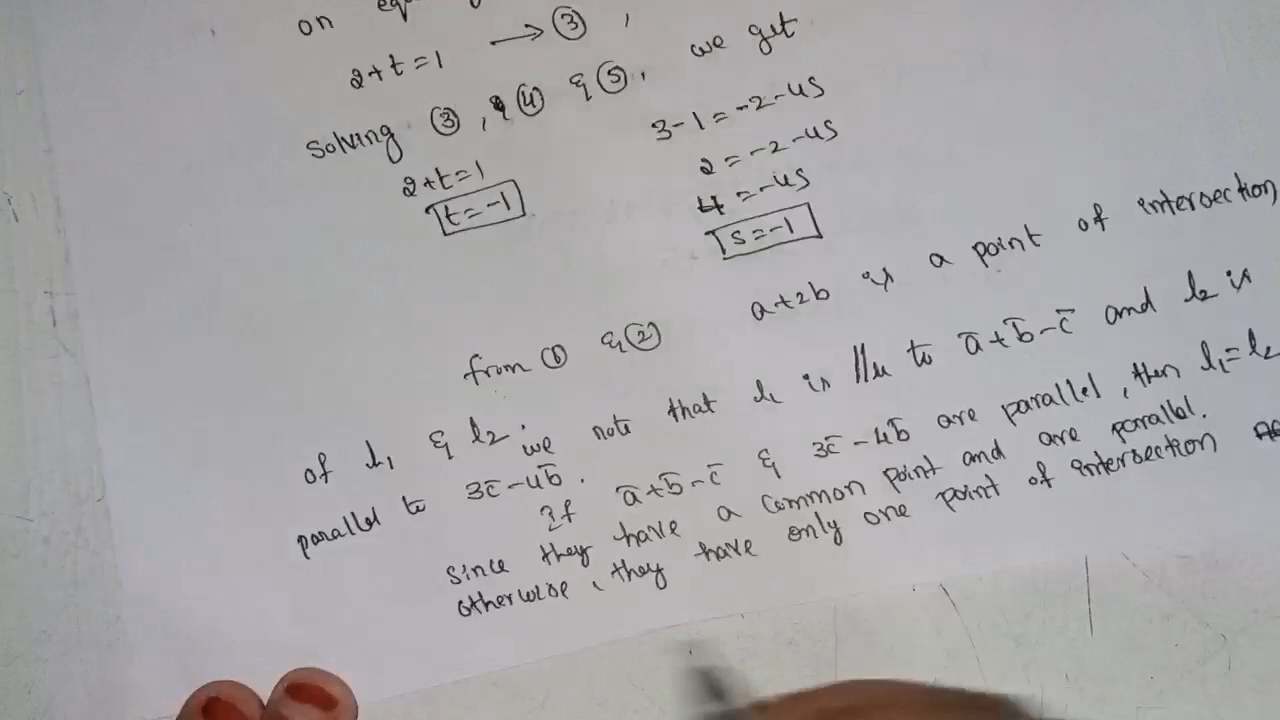 on
2+t=1 → ③ ,
Solving ③, ④ & ⑤, we get
2+t=1
t=-1
3-1=-2-4s
2=-2-4s
4=-4s
s=-1
from ① & ② a+2b is a point of intersection
of l₁ & l₂. we note that l₁ is ||le to a̅+b̅-c̅ and l₂ is
parallel to 3c̅-4b̅.
If a̅+b̅-c̅ & 3c̅-4b̅ are parallel, then l₁=l₂
since they have a common point and are parallel.
otherwise, they have only one point of intersection